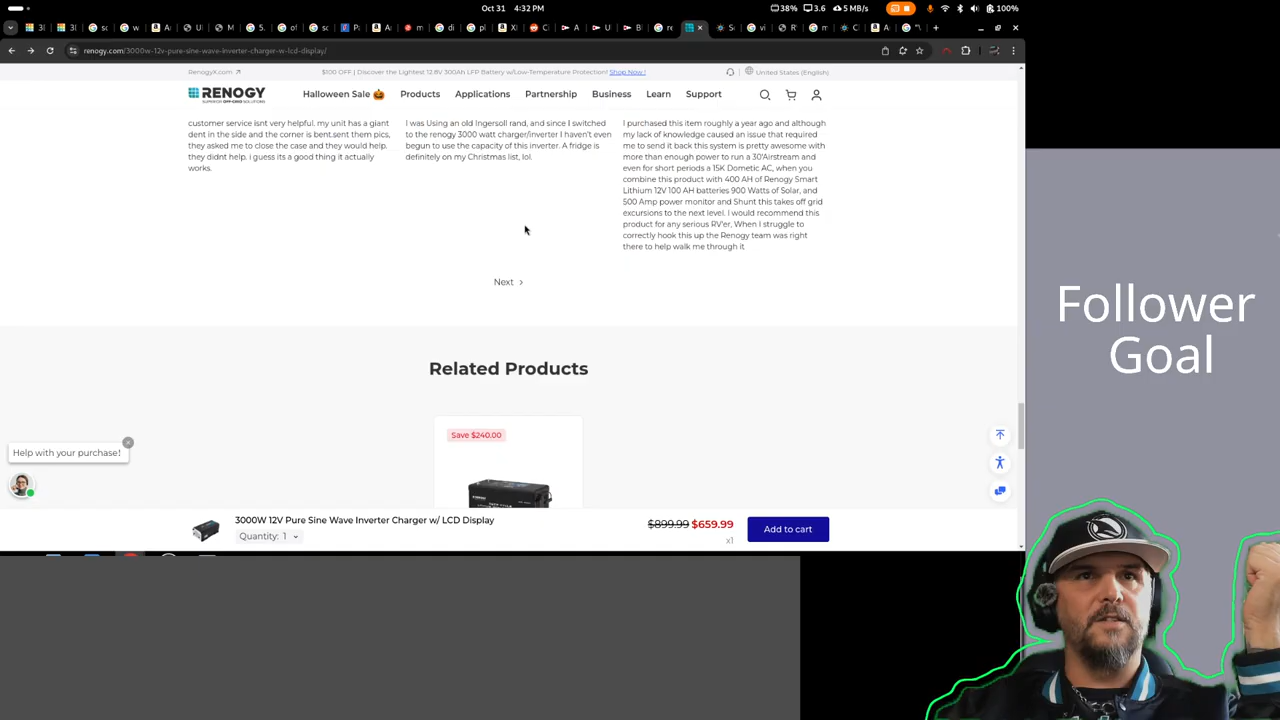 Oct 31 4:32 PM
38% 3.6 5 MB/s 100%
renogy.com/3000w-12v-pure-sine-wave-inverter-charger-w-lcd-display/
RenogyX.com
$100 OFF | Discover the Lightest 12.8V 300Ah LFP Battery w/Low-Temperature Protection! Shop Now !
United States (English)
RENOGY
SUPERIOR OFF-GRID SOLUTIONS
Halloween Sale 🎃 Products Applications Partnership Business Learn Support
customer service isnt very helpful. my unit has a giant
dent in the side and the corner is bent.sent them pics,
they asked me to close the case and they would help.
they didnt help. i guess its a good thing it actually
works.
I was Using an old Ingersoll rand, and since I switched
to the renogy 3000 watt charger/inverter I haven't even
begun to use the capacity of this inverter. A fridge is
definitely on my Christmas list, lol.
I purchased this item roughly a year ago and although
my lack of knowledge caused an issue that required
me to send it back this system is pretty awesome with
more than enough power to run a 30'Airstream and
even for short periods a 15K Dometic AC, when you
combine this product with 400 AH of Renogy Smart
Lithium 12V 100 AH batteries 900 Watts of Solar, and
500 Amp power monitor and Shunt this takes off grid
excursions to the next level. I would recommend this
product for any serious RV'er, When I struggle to
correctly hook this up the Renogy team was right
there to help walk me through it
Next >
Related Products
Save $240.00
Help with your purchase!
3000W 12V Pure Sine Wave Inverter Charger w/ LCD Display
Quantity: 1
$899.99 $659.99
x1
Add to cart
Follower
Goal